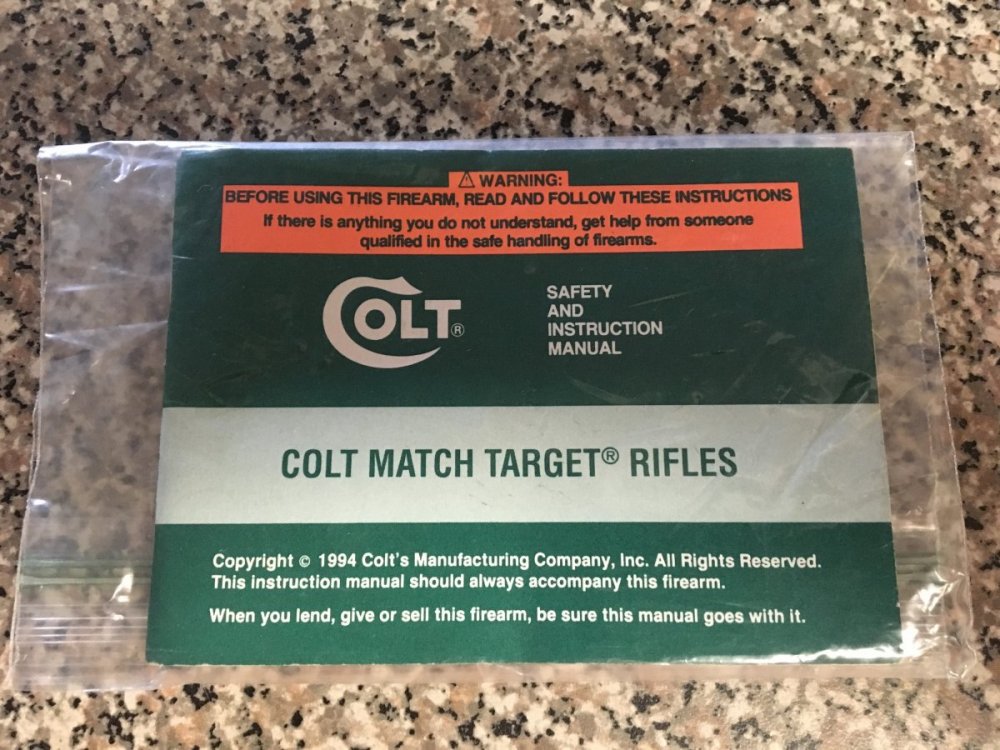 ⚠ WARNING:
BEFORE USING THIS FIREARM, READ AND FOLLOW THESE INSTRUCTIONS
If there is anything you do not understand, get help from someone
qualified in the safe handling of firearms.
COLT®
SAFETY
AND
INSTRUCTION
MANUAL
COLT MATCH TARGET® RIFLES
Copyright © 1994 Colt's Manufacturing Company, Inc. All Rights Reserved.
This instruction manual should always accompany this firearm.
When you lend, give or sell this firearm, be sure this manual goes with it.